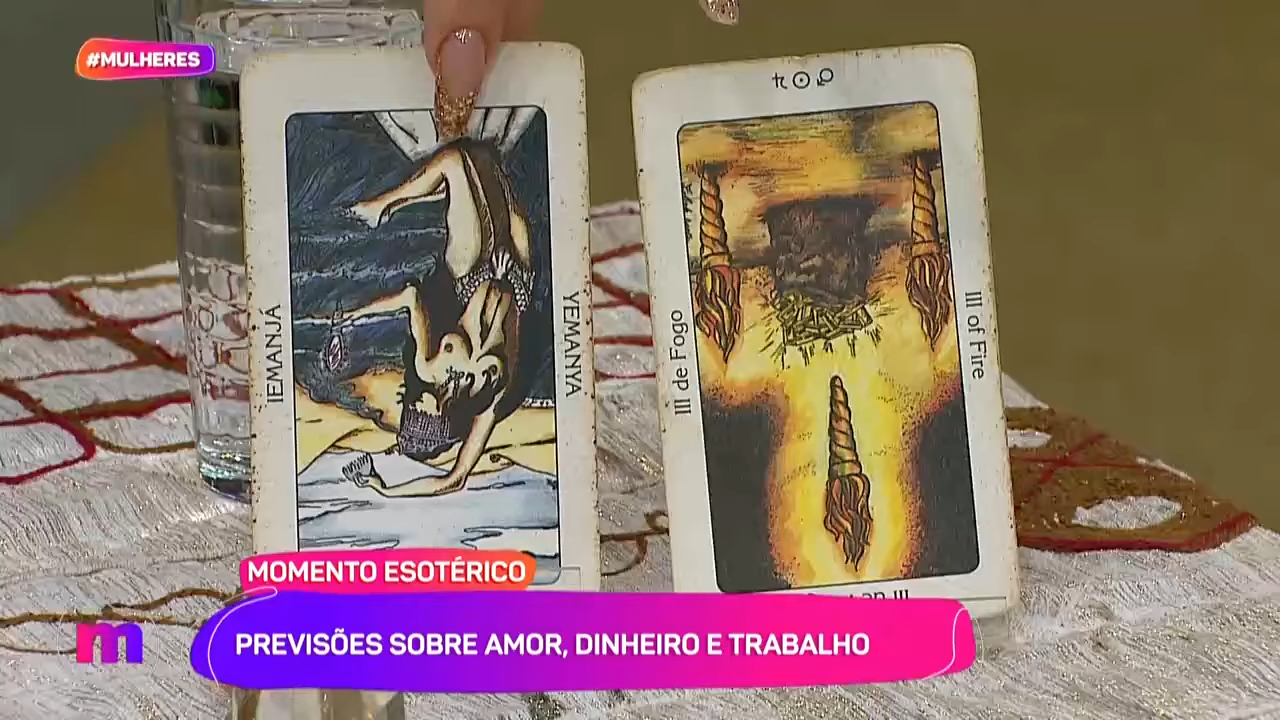 #MULHERES
IEMANJÁ
YEMANYA
III de Fogo
III of Fire
MOMENTO ESOTÉRICO
PREVISÕES SOBRE AMOR, DINHEIRO E TRABALHO
m